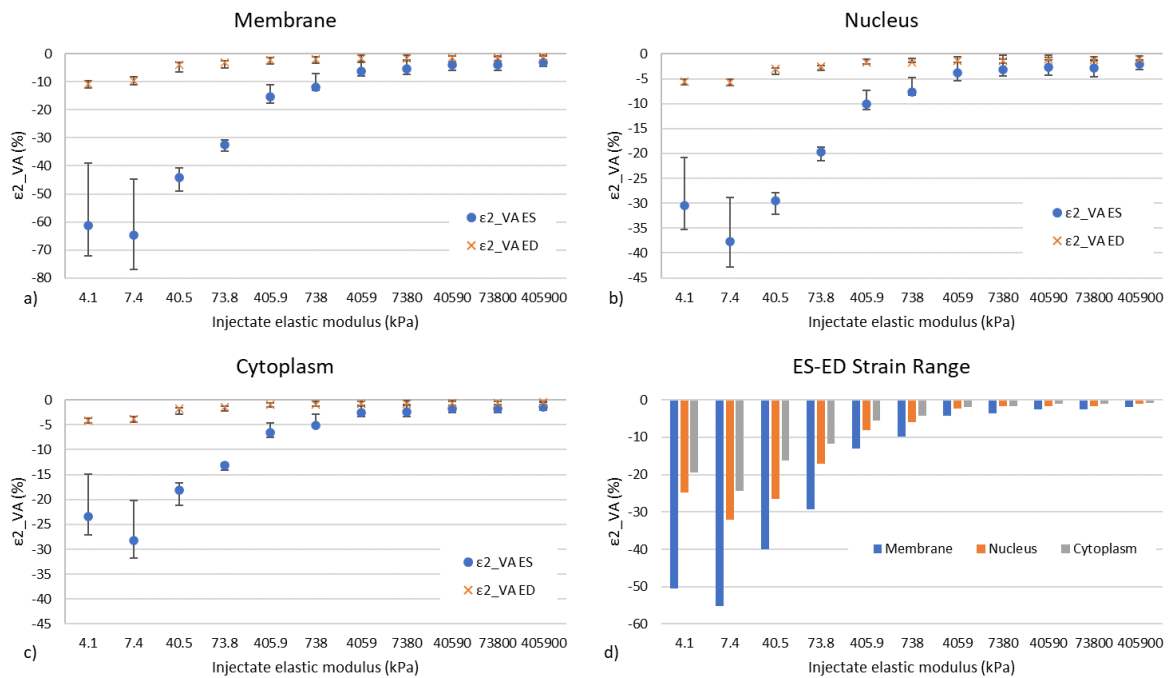 Membrane
0
-10
-20
-30
-40
-50
-60
-70
-80
ε2_VA (%)
ε2_VA ES
ε2_VA ED
4.1 7.4 40.5 73.8 405.9 738 4059 7380 40590 73800 405900
a)
Injectate elastic modulus (kPa)
Nucleus
0
-5
-10
-15
-20
-25
-30
-35
-40
-45
ε2_VA (%)
ε2_VA ES
ε2_VA ED
4.1 7.4 40.5 73.8 405.9 738 4059 7380 40590 73800 405900
b)
Injectate elastic modulus (kPa)
Cytoplasm
0
-5
-10
-15
-20
-25
-30
-35
-40
-45
ε2_VA (%)
ε2_VA ES
ε2_VA ED
4.1 7.4 40.5 73.8 405.9 738 4059 7380 40590 73800 405900
c)
Injectate elastic modulus (kPa)
ES-ED Strain Range
0
-10
-20
-30
-40
-50
-60
ε2_VA (%)
Membrane Nucleus Cytoplasm
4.1 7.4 40.5 73.8 405.9 738 4059 7380 40590 73800 405900
d)
Injectate elastic modulus (kPa)